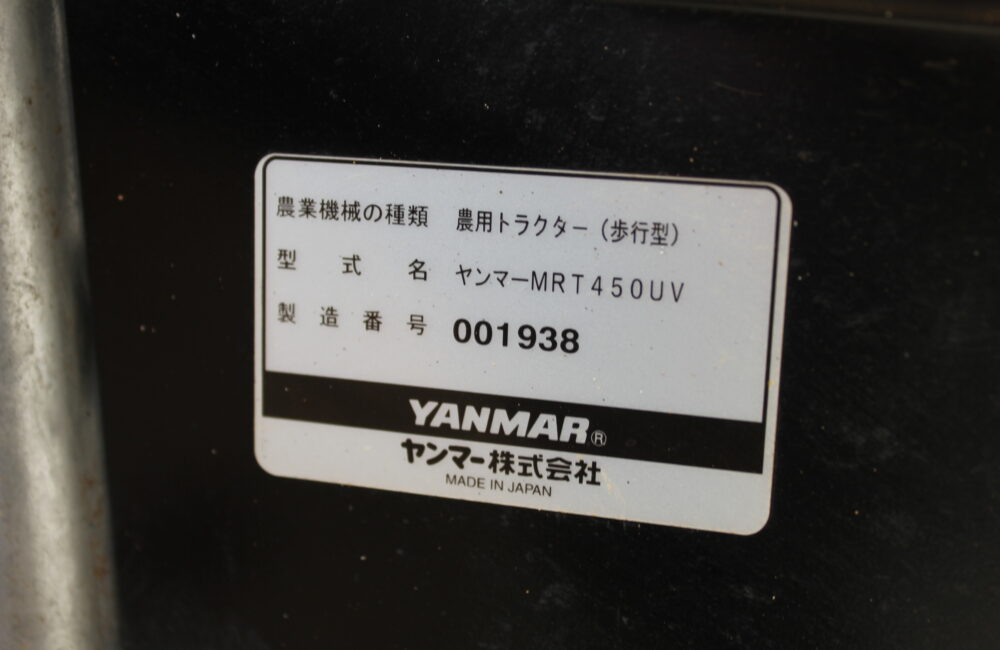 農業機械の種類 農用トラクター(歩行型)
型式名 ヤンマーMRT450UV
製造番号 001938
YANMAR®
ヤンマー株式会社
MADE IN JAPAN